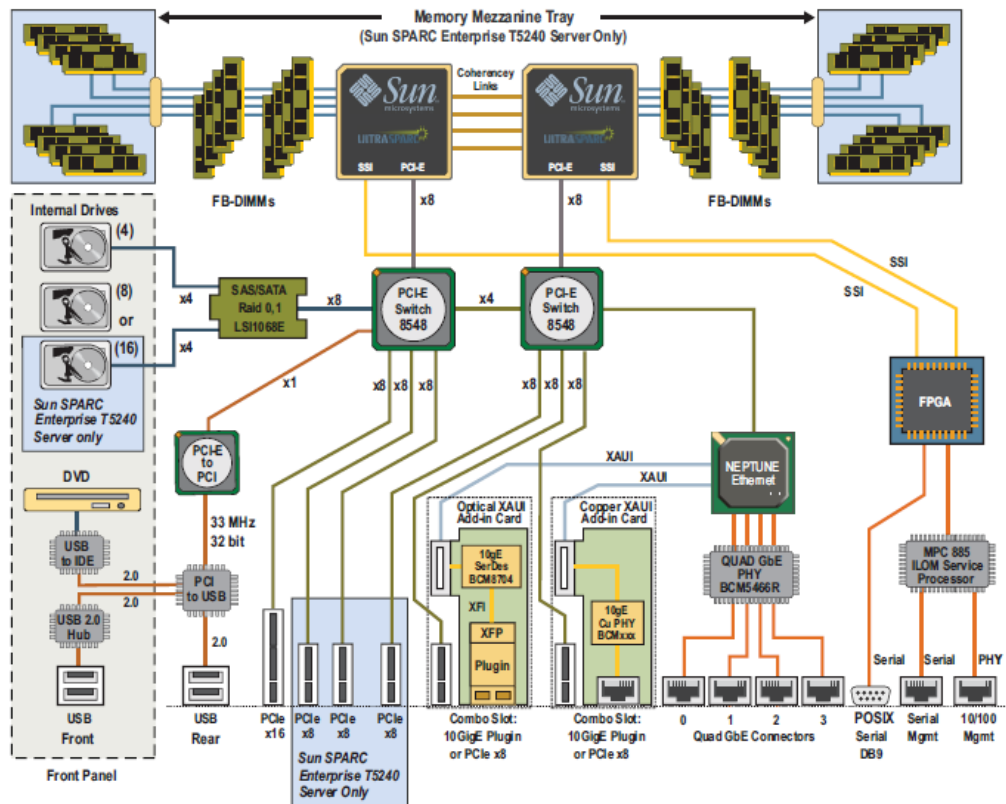 Memory Mezzanine Tray
(Sun SPARC Enterprise T5240 Server Only)
Coherencey
Links
Sun
microsystems
ULTRASPARC
SSI
PCI-E
Sun
microsystems
ULTRASPARC
PCI-E
SSI
FB-DIMMs
x8
x8
FB-DIMMs
Internal Drives
(4)
x4
(8)
or
(16)
x4
Sun SPARC
Enterprise T5240
Server only
SAS/SATA
Raid 0,1
LSI1068E
x8
PCI-E
Switch
8548
x4
PCI-E
Switch
8548
SSI
SSI
x1
x8
x8
x8
x8
x8
x8
FPGA
PCI-E
to
PCI
DVD
33 MHz
32 bit
USB
to IDE
2.0
2.0
PCI
to USB
USB 2.0
Hub
2.0
XAUI
XAUI
NEPTUNE
Ethernet
Optical XAUI
Add-in Card
10gE
SerDes
BCM8704
XFI
XFP
Plugin
Copper XAUI
Add-in Card
10gE
Cu PHY
BCMxxx
QUAD GbE
PHY
BCM5466R
MPC 885
ILOM Service
Processor
Serial
Serial
PHY
USB
Front
Front Panel
USB
Rear
PCIe
x16
PCIe
x8
PCIe
x8
PCIe
x8
Sun SPARC
Enterprise T5240
Server Only
Combo Slot:
10GigE Plugin
or PCIe x8
Combo Slot:
10GigE Plugin
or PCIe x8
0
1
2
3
Quad GbE Connectors
POSIX
Serial
DB9
Serial
Mgmt
10/100
Mgmt